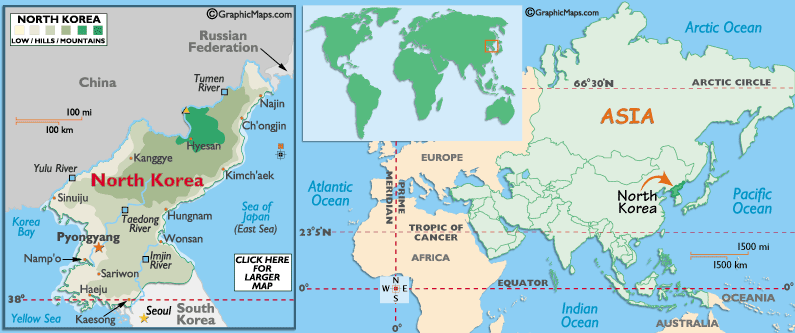 NORTH KOREA
LOW / HILLS / MOUNTAINS
©GraphicMaps.com
Russian
Federation
China
Tumen
River
100 mi
100 km
Najin
Ch'ongjin
Hyesan
Kanggye
Yulu River
North Korea
Kimch'aek
Sinuiju
Korea
Bay
Taedong
River
Hungnam
Sea of
Japan
(East Sea)
Pyongyang
Wonsan
Namp'o
Imjin
River
Sariwon
CLICK HERE
FOR
LARGER
MAP
Haeju
38°
Yellow Sea
Kaesong
Seoul
South
Korea
©GraphicMaps.com
Arctic Ocean
66°30'N
ARCTIC CIRCLE
ASIA
EUROPE
North
Korea
Atlantic
Ocean
PRIME
MERIDIAN
Pacific
Ocean
23°5'N
TROPIC OF
CANCER
AFRICA
1500 mi
1500 km
EQUATOR
N
W E
S
0°
0°
0°
Indian
Ocean
OCEANIA
AUSTRALIA